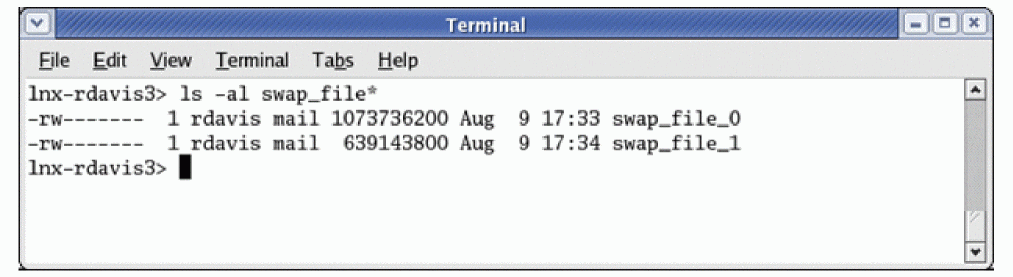 Terminal
File Edit View Terminal Tabs Help
lnx-rdavis3> ls -al swap_file*
-rw------- 1 rdavis mail 1073736200 Aug 9 17:33 swap_file_0
-rw------- 1 rdavis mail 639143800 Aug 9 17:34 swap_file_1
lnx-rdavis3>